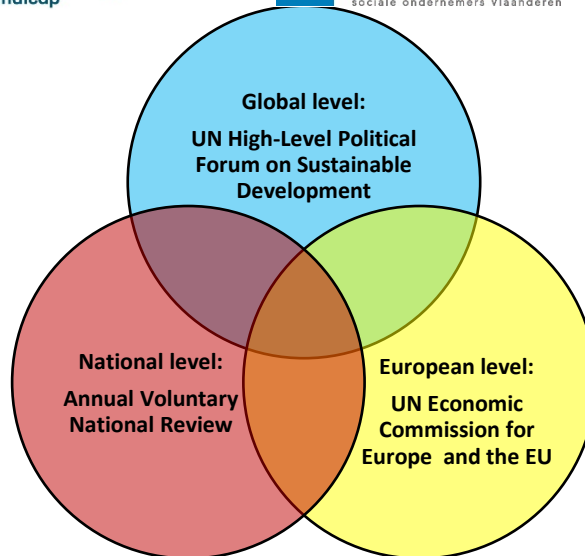 sociale ondernemers Vlaanderen
Global level:
UN High-Level Political
Forum on Sustainable
Development
National level:
Annual Voluntary
National Review
European level:
UN Economic
Commission for
Europe and the EU